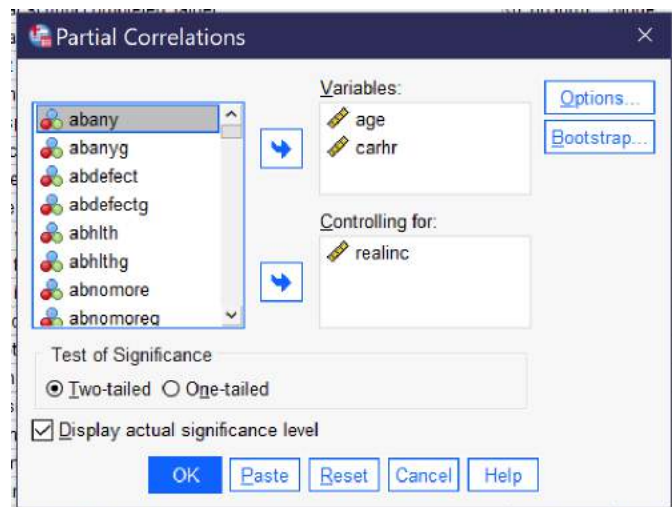 Partial Correlations
Variables:
Options...
Bootstrap...
abany
abanyg
abdefect
abdefectg
abhlth
abhlthg
abnomore
abnomoreg
age
carhr
Controlling for:
realinc
Test of Significance
Two-tailed One-tailed
Display actual significance level
OK Paste Reset Cancel Help